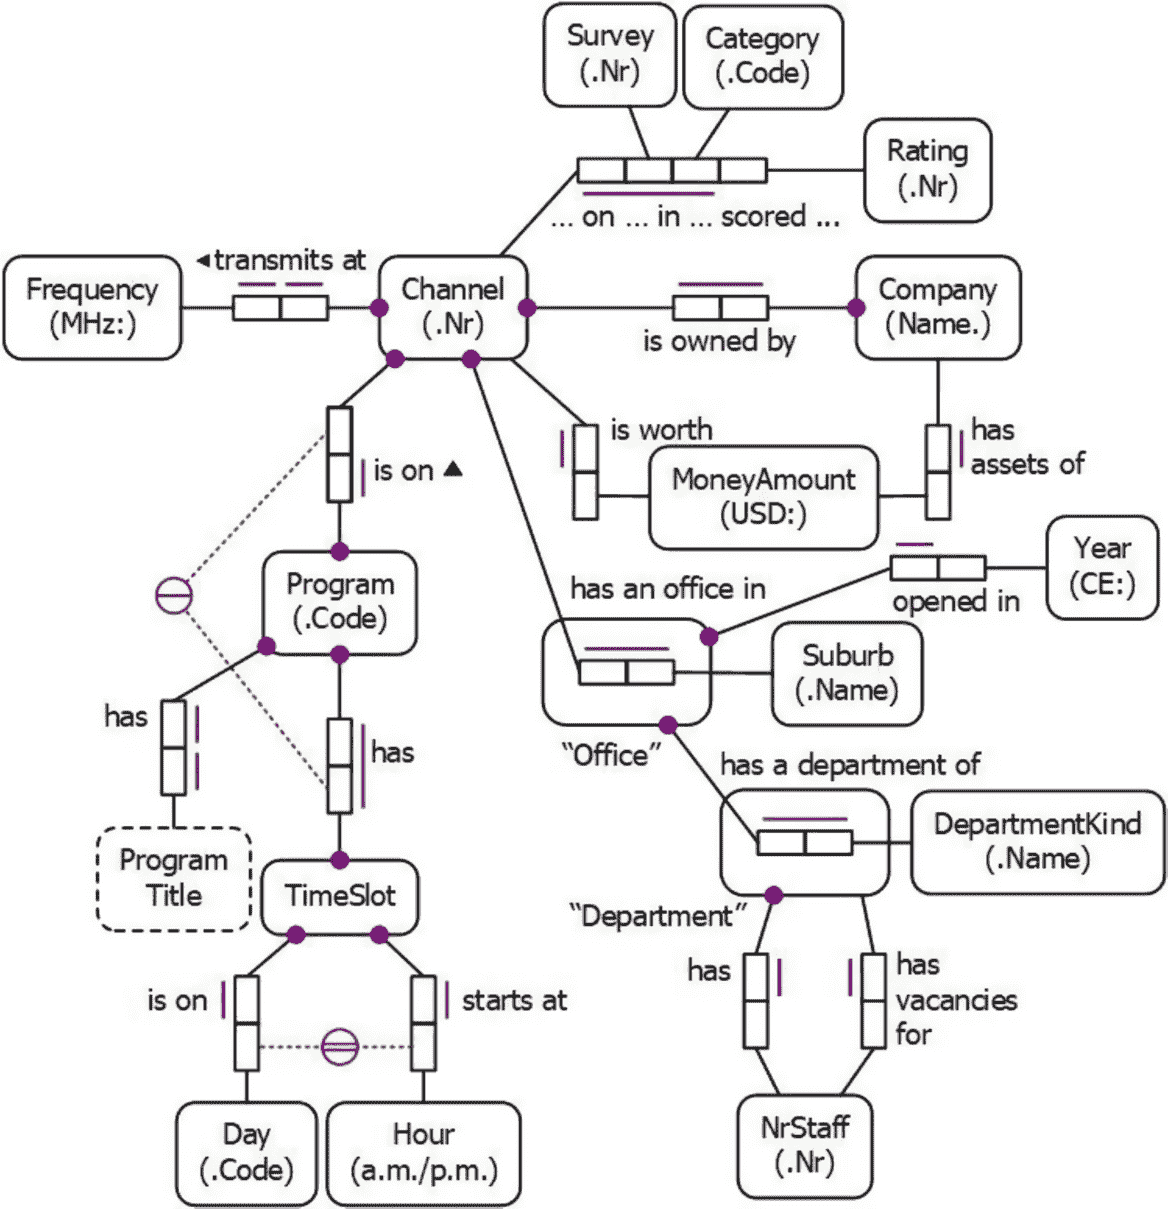 Survey
(.Nr)
Category
(.Code)
Rating
(.Nr)
... on ... in ... scored ...
◄transmits at
Frequency
(MHz:)
Channel
(.Nr)
Company
(Name.)
is owned by
is on ▲
is worth
has
assets of
MoneyAmount
(USD:)
Year
(CE:)
opened in
Program
(.Code)
has an office in
Suburb
(.Name)
"Office"
has
has
has a department of
DepartmentKind
(.Name)
Program
Title
TimeSlot
"Department"
is on
starts at
has
has
vacancies
for
Day
(.Code)
Hour
(a.m./p.m.)
NrStaff
(.Nr)